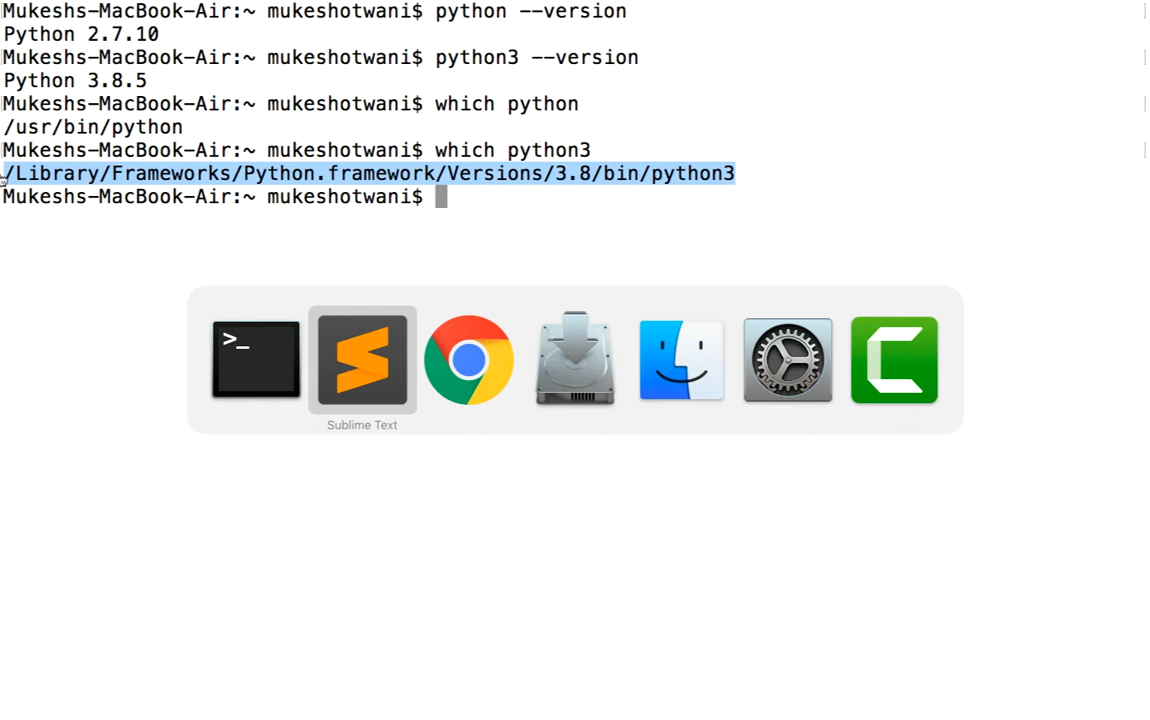 Mukeshs-MacBook-Air:~ mukeshotwani$ python --version
Python 2.7.10
Mukeshs-MacBook-Air:~ mukeshotwani$ python3 --version
Python 3.8.5
Mukeshs-MacBook-Air:~ mukeshotwani$ which python
/usr/bin/python
Mukeshs-MacBook-Air:~ mukeshotwani$ which python3
/Library/Frameworks/Python.framework/Versions/3.8/bin/python3
Mukeshs-MacBook-Air:~ mukeshotwani$
>_
Sublime Text